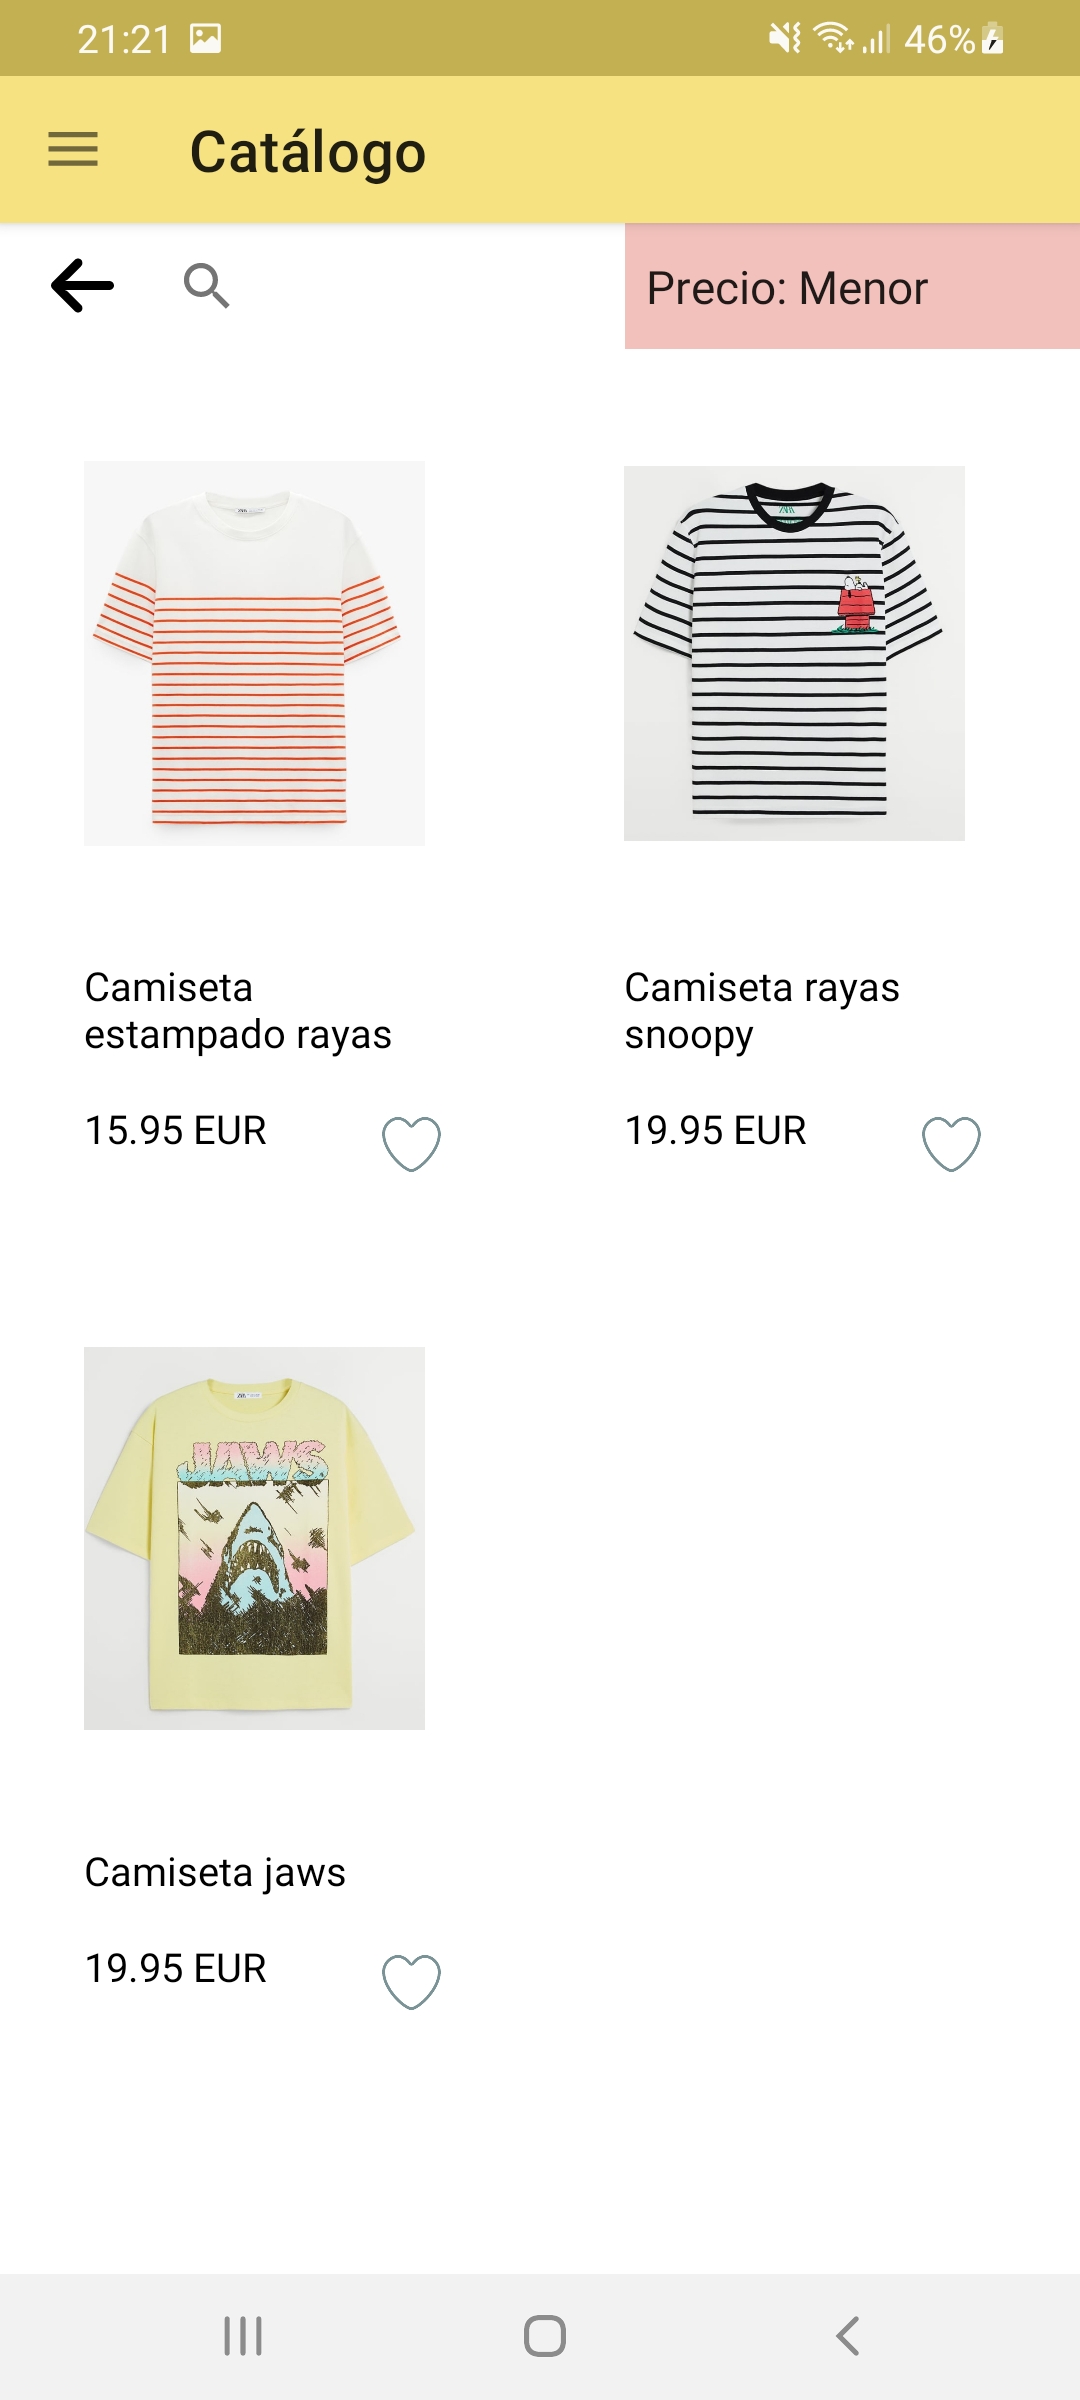 21:21
46%
Catálogo
Precio: Menor
Camiseta
estampado rayas
15.95 EUR
Camiseta rayas
snoopy
19.95 EUR
JAWS
Camiseta jaws
19.95 EUR